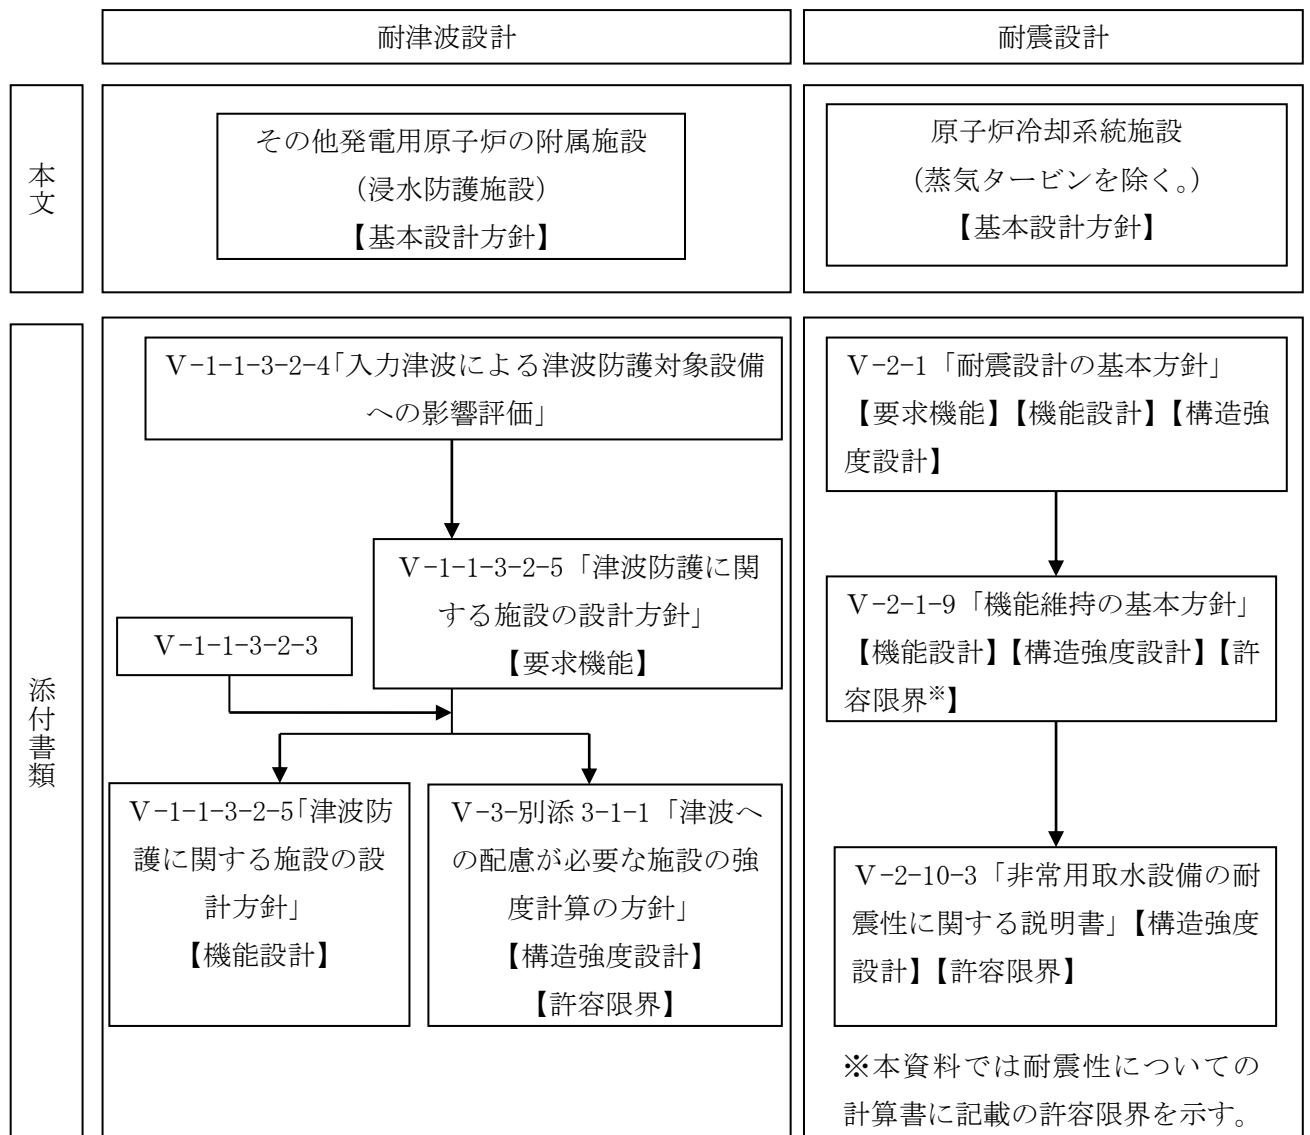 耐津波設計
耐震設計
本文
その他発電用原子炉の附属施設
（浸水防護施設）
【基本設計方針】
原子炉冷却系統施設
（蒸気タービンを除く。）
【基本設計方針】
添付書類
Ⅴ-1-1-3-2-4「入力津波による津波防護対象設備
への影響評価」
Ⅴ-1-1-3-2-5「津波防護に関
する施設の設計方針」
【要求機能】
Ⅴ-1-1-3-2-3
Ⅴ-1-1-3-2-5「津波防
護に関する施設の設
計方針」
【機能設計】
Ⅴ-3-別添 3-1-1「津波へ
の配慮が必要な施設の強
度計算の方針」
【構造強度設計】
【許容限界】
Ⅴ-2-1「耐震設計の基本方針」
【要求機能】【機能設計】【構造強
度設計】
Ⅴ-2-1-9「機能維持の基本方針」
【機能設計】【構造強度設計】【許
容限界※】
Ⅴ-2-10-3「非常用取水設備の耐
震性に関する説明書」【構造強度
設計】【許容限界】
※本資料では耐震性についての
計算書に記載の許容限界を示す。